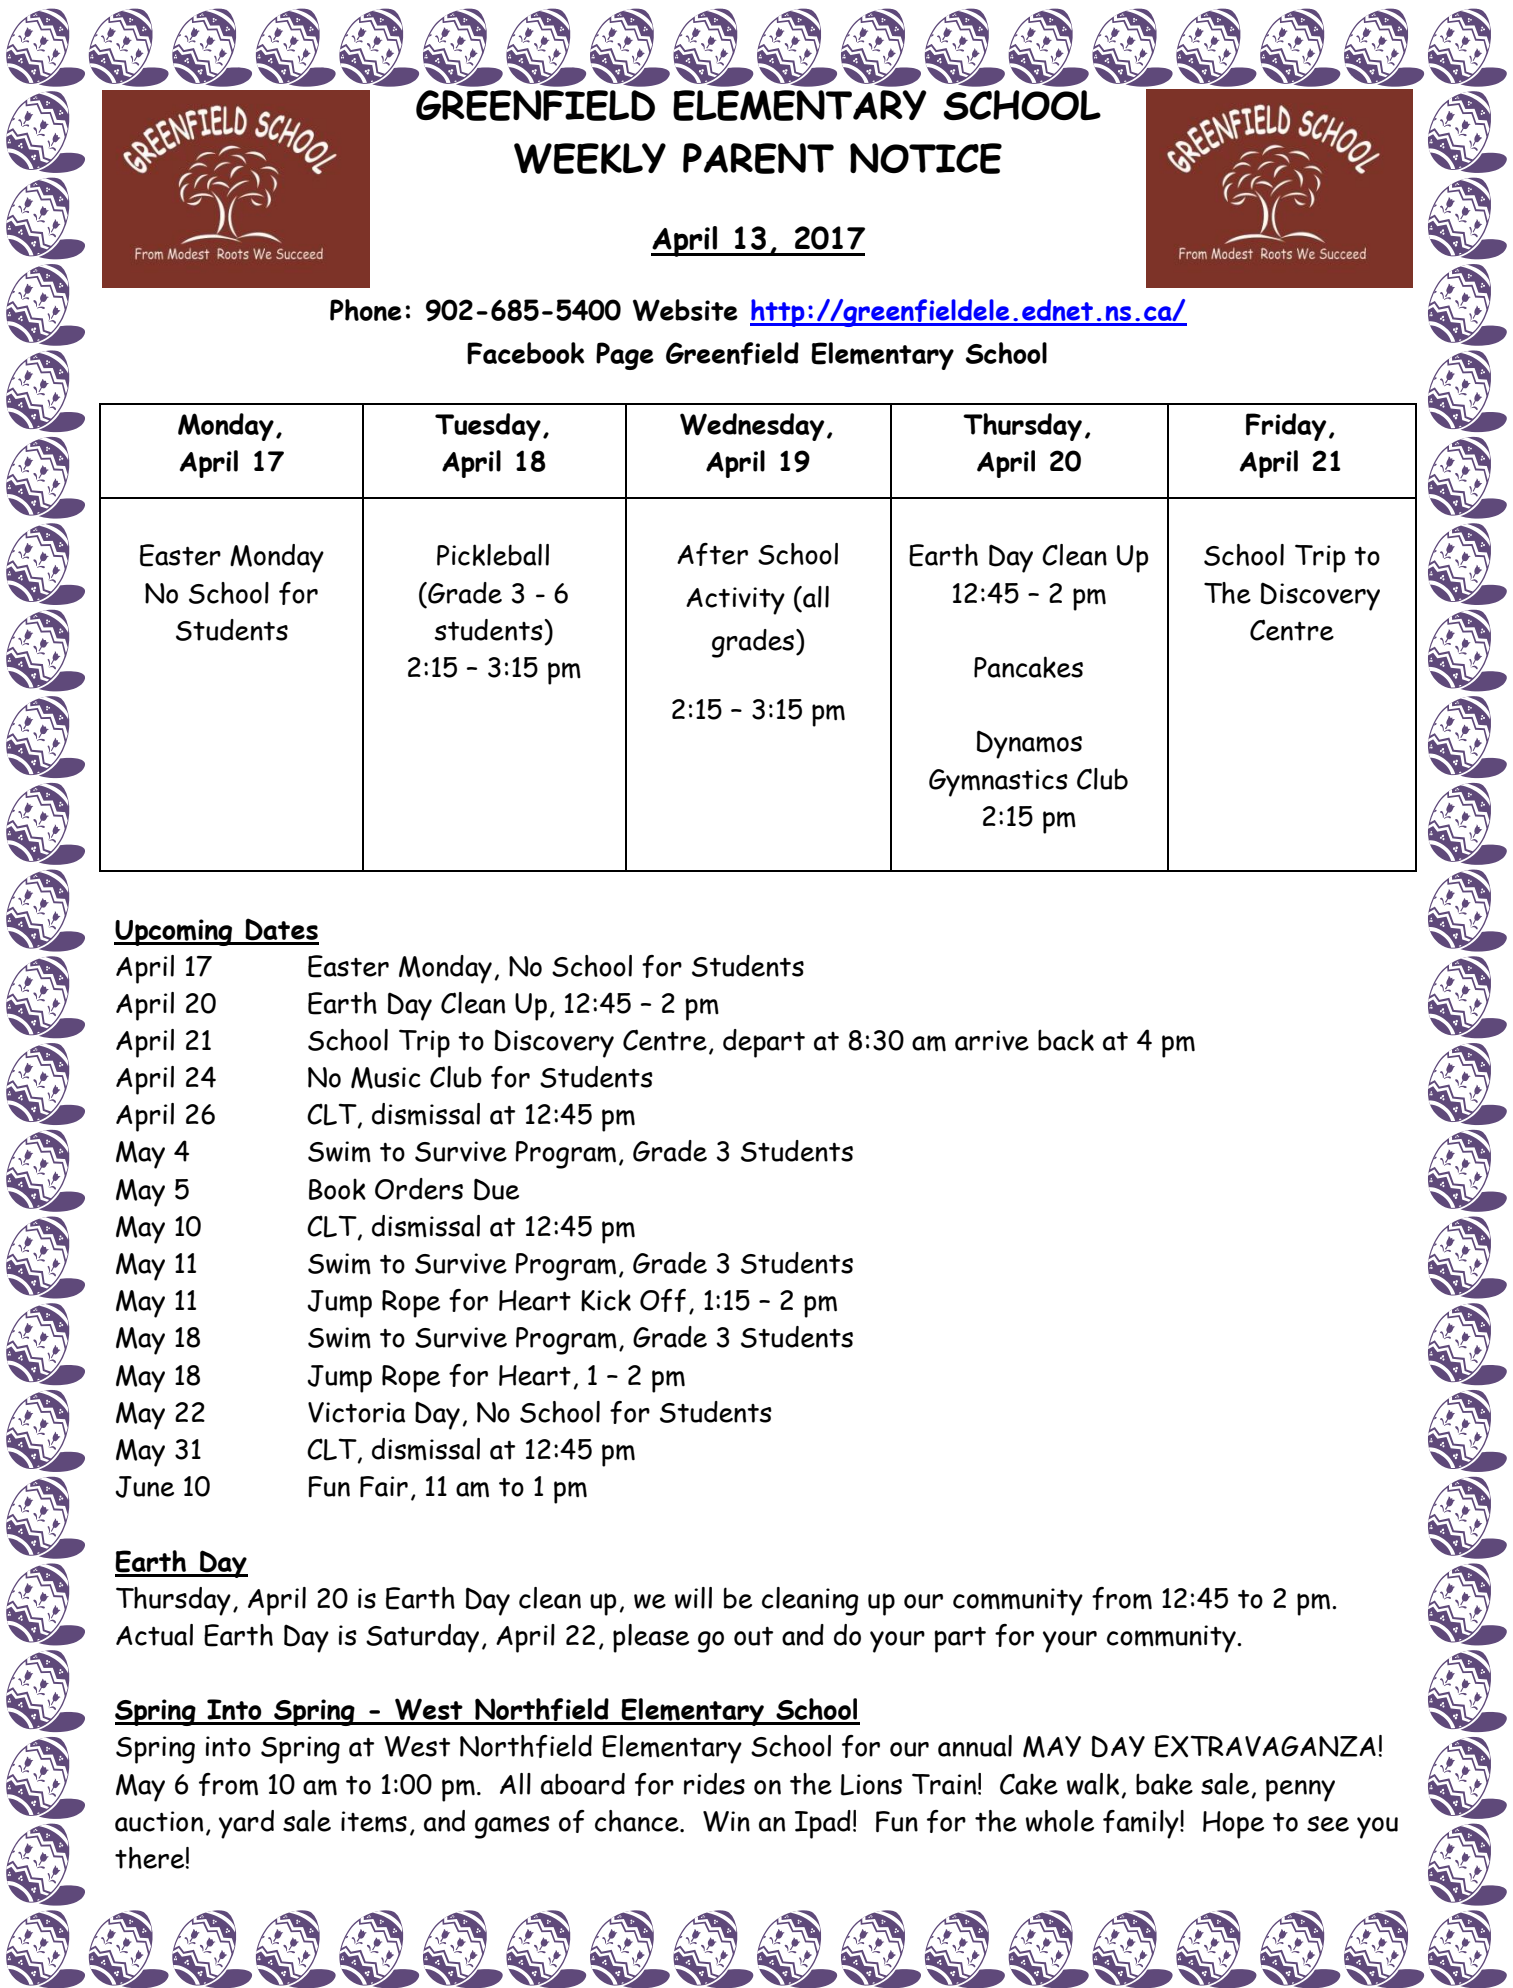 GREENFIELD SCHOOL
From Modest Roots We Succeed
GREENFIELD ELEMENTARY SCHOOL
WEEKLY PARENT NOTICE
April 13, 2017
GREENFIELD SCHOOL
From Modest Roots We Succeed
Phone: 902-685-5400 Website http://greenfieldele.ednet.ns.ca/
Facebook Page Greenfield Elementary School
Monday,
April 17
Tuesday,
April 18
Wednesday,
April 19
Thursday,
April 20
Friday,
April 21
Easter Monday
No School for
Students
Pickleball
(Grade 3 - 6
students)
2:15 – 3:15 pm
After School
Activity (all
grades)
2:15 – 3:15 pm
Earth Day Clean Up
12:45 – 2 pm
Pancakes
Dynamos
Gymnastics Club
2:15 pm
School Trip to
The Discovery
Centre
Upcoming Dates
April 17 Easter Monday, No School for Students
April 20 Earth Day Clean Up, 12:45 – 2 pm
April 21 School Trip to Discovery Centre, depart at 8:30 am arrive back at 4 pm
April 24 No Music Club for Students
April 26 CLT, dismissal at 12:45 pm
May 4 Swim to Survive Program, Grade 3 Students
May 5 Book Orders Due
May 10 CLT, dismissal at 12:45 pm
May 11 Swim to Survive Program, Grade 3 Students
May 11 Jump Rope for Heart Kick Off, 1:15 – 2 pm
May 18 Swim to Survive Program, Grade 3 Students
May 18 Jump Rope for Heart, 1 – 2 pm
May 22 Victoria Day, No School for Students
May 31 CLT, dismissal at 12:45 pm
June 10 Fun Fair, 11 am to 1 pm
Earth Day
Thursday, April 20 is Earth Day clean up, we will be cleaning up our community from 12:45 to 2 pm.
Actual Earth Day is Saturday, April 22, please go out and do your part for your community.
Spring Into Spring - West Northfield Elementary School
Spring into Spring at West Northfield Elementary School for our annual MAY DAY EXTRAVAGANZA!
May 6 from 10 am to 1:00 pm. All aboard for rides on the Lions Train! Cake walk, bake sale, penny
auction, yard sale items, and games of chance. Win an Ipad! Fun for the whole family! Hope to see you
there!